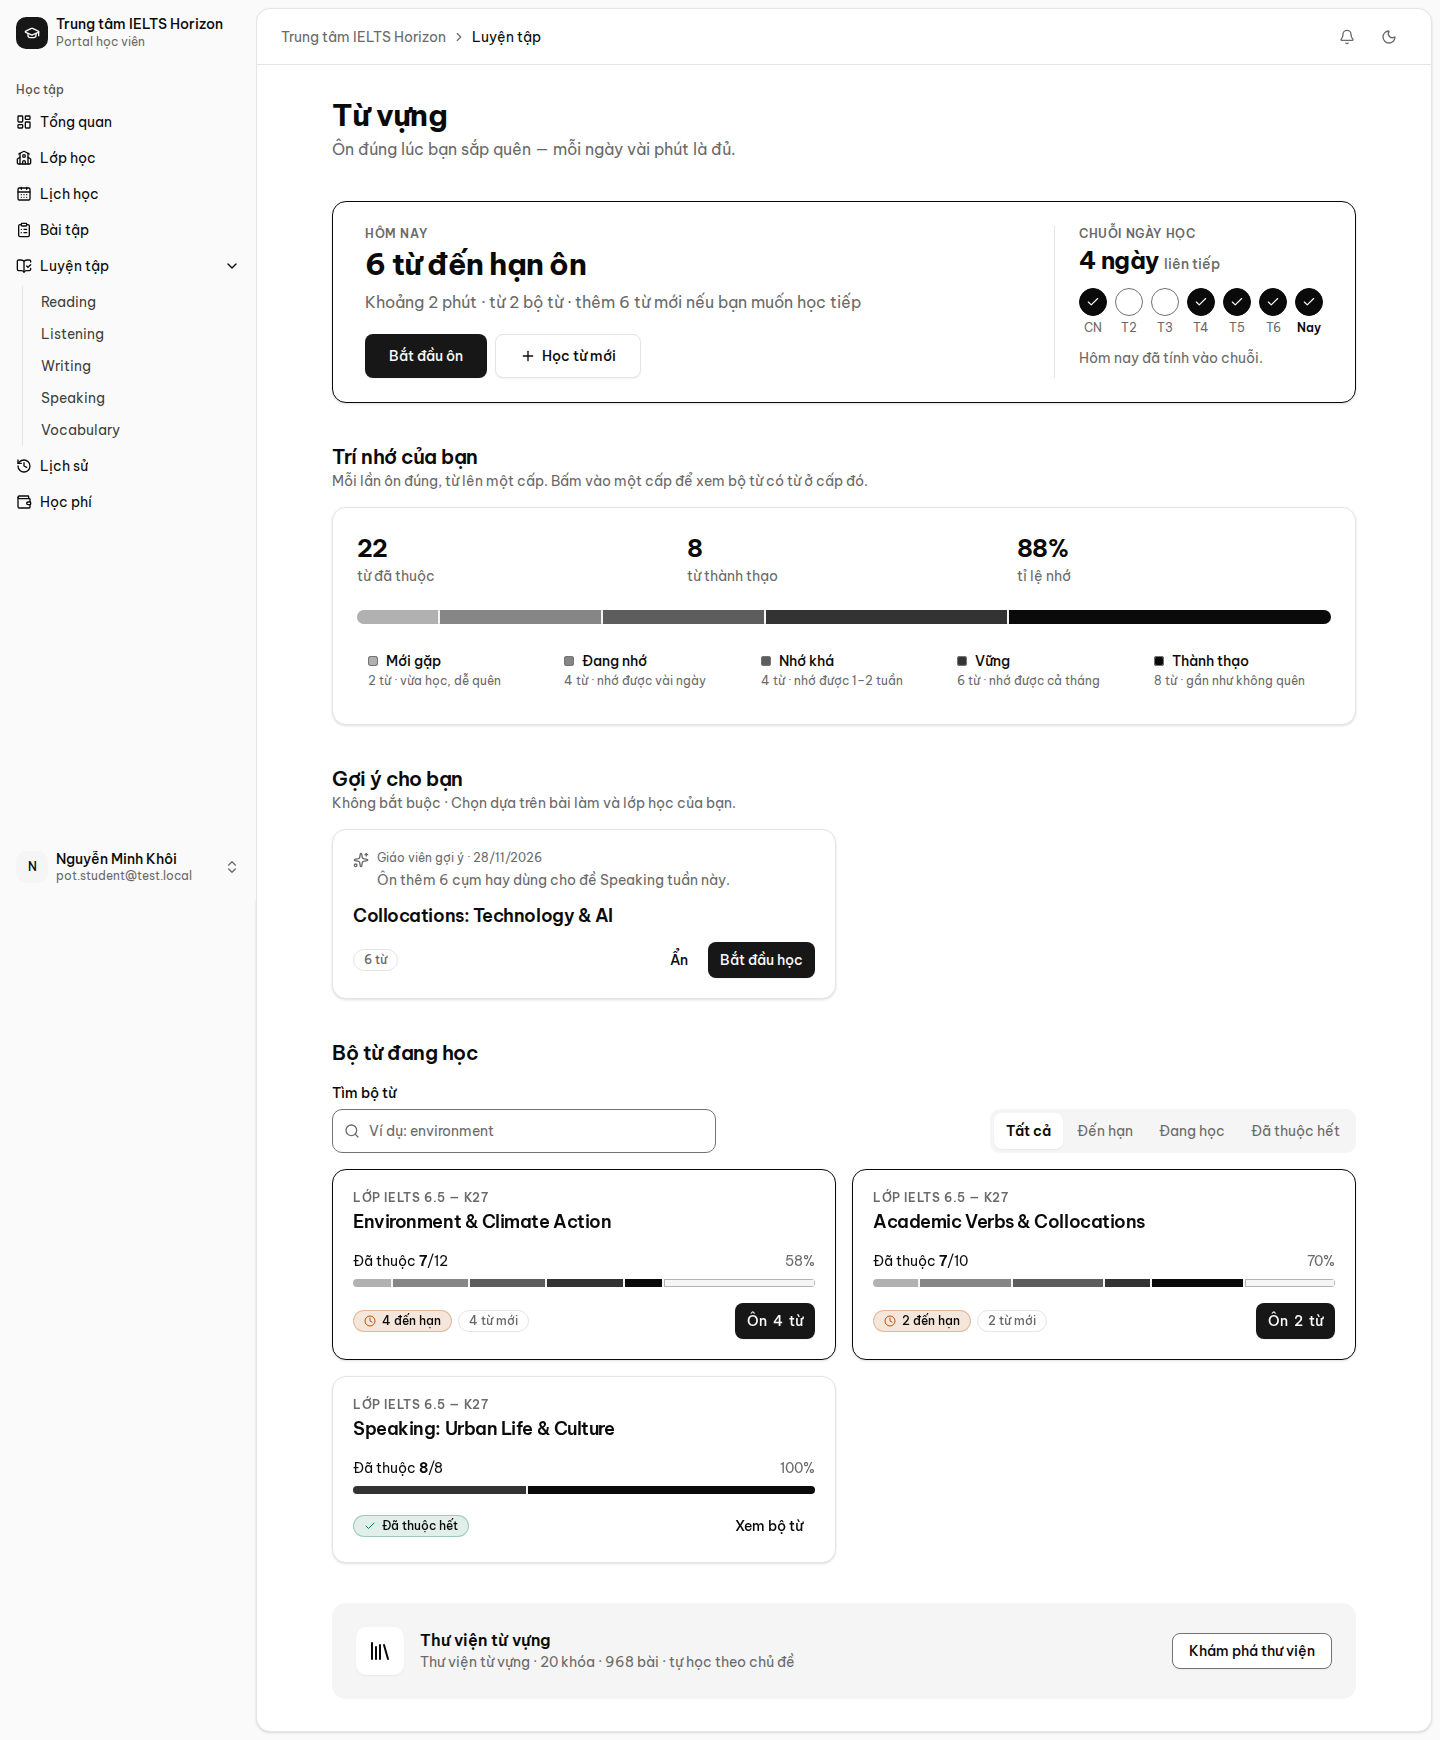 Trung tâm IELTS Horizon
Portal học viên
Học tập
Tổng quan
Lớp học
Lịch học
Bài tập
Luyện tập
Reading
Listening
Writing
Speaking
Vocabulary
Lịch sử
Học phí
N
Nguyễn Minh Khôi
pot.student@test.local
Trung tâm IELTS Horizon > Luyện tập
Từ vựng
Ôn đúng lúc bạn sắp quên — mỗi ngày vài phút là đủ.
HÔM NAY
6 từ đến hạn ôn
Khoảng 2 phút · từ 2 bộ từ · thêm 6 từ mới nếu bạn muốn học tiếp
Bắt đầu ôn
+ Học từ mới
CHUỖI NGÀY HỌC
4 ngày liên tiếp
CN T2 T3 T4 T5 T6 Nay
Hôm nay đã tính vào chuỗi.
Trí nhớ của bạn
Mỗi lần ôn đúng, từ lên một cấp. Bấm vào một cấp để xem bộ từ có từ ở cấp đó.
22
từ đã thuộc
8
từ thành thạo
88%
tỉ lệ nhớ
Mới gặp
2 từ · vừa học, dễ quên
Đang nhớ
4 từ · nhớ được vài ngày
Nhớ khá
4 từ · nhớ được 1–2 tuần
Vững
6 từ · nhớ được cả tháng
Thành thạo
8 từ · gần như không quên
Gợi ý cho bạn
Không bắt buộc · Chọn dựa trên bài làm và lớp học của bạn.
Giáo viên gợi ý · 28/11/2026
Ôn thêm 6 cụm hay dùng cho đề Speaking tuần này.
Collocations: Technology & AI
6 từ
Ẩn
Bắt đầu học
Bộ từ đang học
Tìm bộ từ
Ví dụ: environment
Tất cả
Đến hạn
Đang học
Đã thuộc hết
LỚP IELTS 6.5 — K27
Environment & Climate Action
Đã thuộc 7/12
58%
4 đến hạn
4 từ mới
Ôn 4 từ
LỚP IELTS 6.5 — K27
Academic Verbs & Collocations
Đã thuộc 7/10
70%
2 đến hạn
2 từ mới
Ôn 2 từ
LỚP IELTS 6.5 — K27
Speaking: Urban Life & Culture
Đã thuộc 8/8
100%
Đã thuộc hết
Xem bộ từ
Thư viện từ vựng
Thư viện từ vựng · 20 khóa · 968 bài · tự học theo chủ đề
Khám phá thư viện